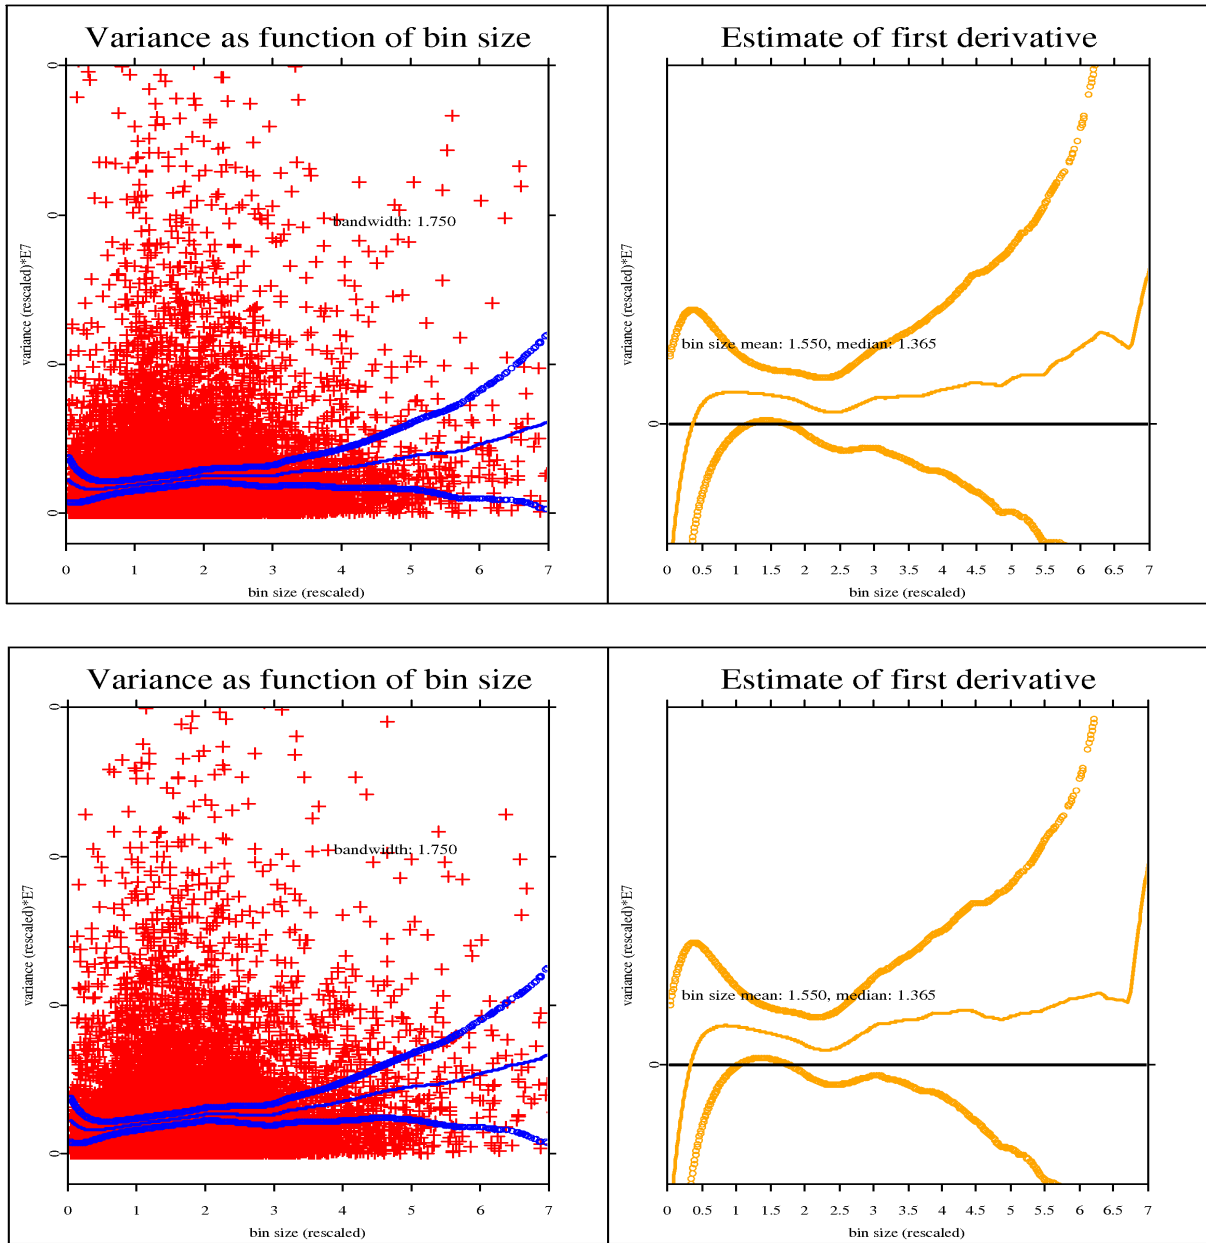 Variance as function of bin size
Estimate of first derivative
0
0
0
0
variance (rescaled)*E7
bandwidth: 1.750
0 1 2 3 4 5 6 7
bin size (rescaled)
0
variance (rescaled)*E7
bin size mean: 1.550, median: 1.365
0 0.5 1 1.5 2 2.5 3 3.5 4 4.5 5 5.5 6 6.5 7
bin size (rescaled)
Variance as function of bin size
Estimate of first derivative
0
0
0
0
variance (rescaled)*E7
bandwidth: 1.750
0 1 2 3 4 5 6 7
bin size (rescaled)
0
variance (rescaled)*E7
bin size mean: 1.550, median: 1.365
0 0.5 1 1.5 2 2.5 3 3.5 4 4.5 5 5.5 6 6.5 7
bin size (rescaled)